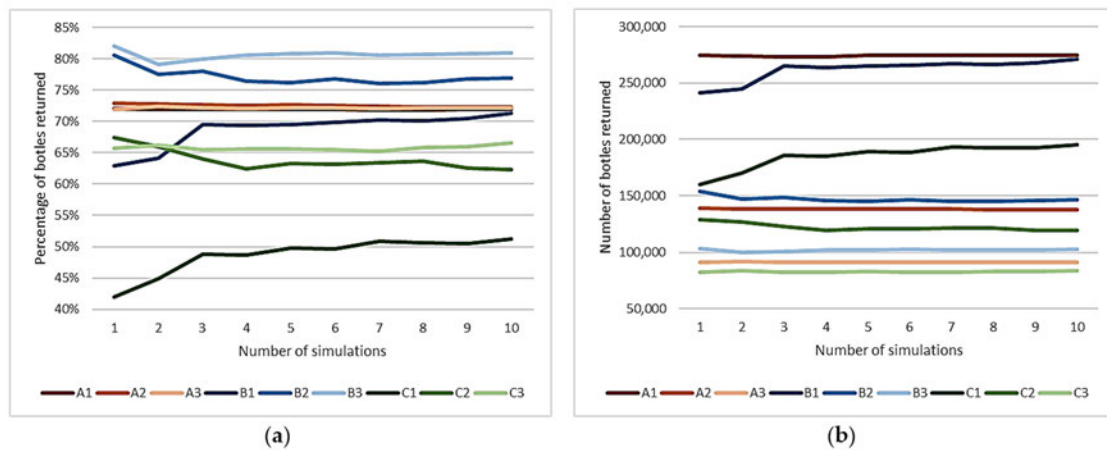 85%
80%
75%
70%
65%
60%
55%
50%
45%
40%
Percentage of botles returned
1 2 3 4 5 6 7 8 9 10
Number of simulations
A1 A2 A3 B1 B2 B3 C1 C2 C3
(a)
300,000
250,000
200,000
150,000
100,000
50,000
Number of botles returned
1 2 3 4 5 6 7 8 9 10
Number of simulations
A1 A2 A3 B1 B2 B3 C1 C2 C3
(b)